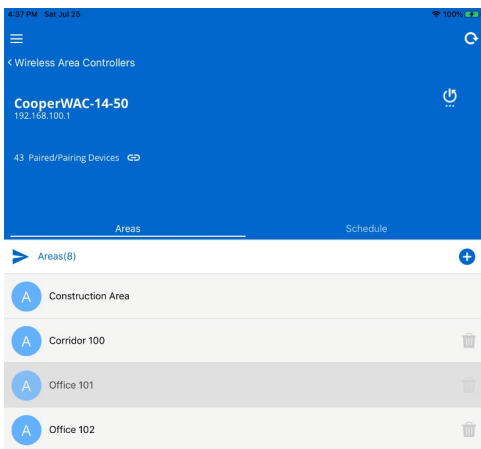 4:37 PM Sat Jul 25
100%
< Wireless Area Controllers
CooperWAC-14-50
192.168.100.1
43 Paired/Pairing Devices
Areas
Schedule
Areas(8)
A Construction Area
A Corridor 100
A Office 101
A Office 102